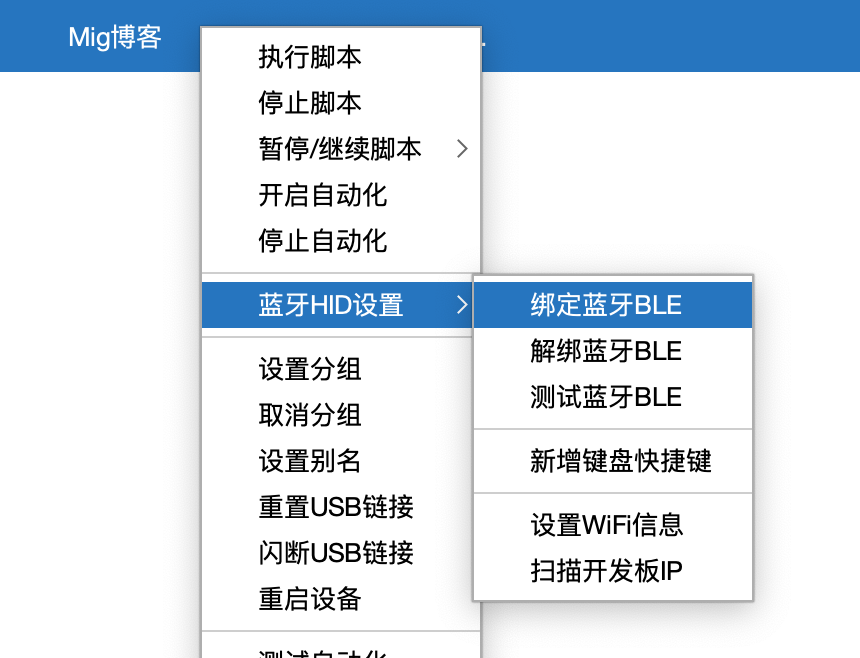 Mig博客
执行脚本
停止脚本
暂停/继续脚本
开启自动化
停止自动化
蓝牙HID设置
设置分组
取消分组
设置别名
重置USB链接
闪断USB链接
重启设备
测试自动化
绑定蓝牙BLE
解绑蓝牙BLE
测试蓝牙BLE
新增键盘快捷键
设置WiFi信息
扫描开发板IP